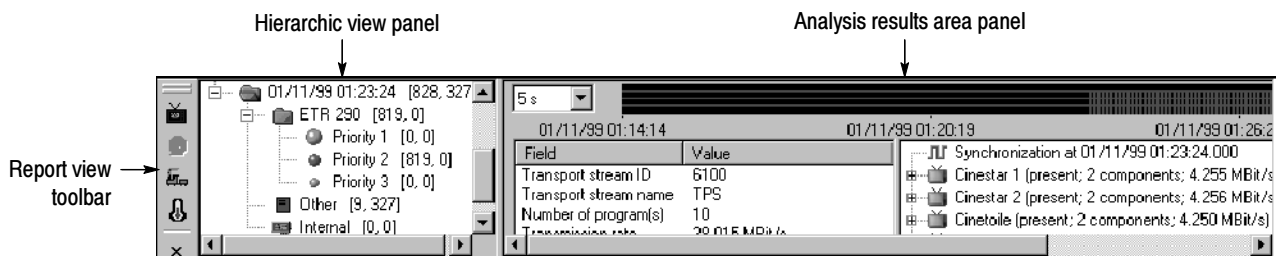 Hierarchic view panel
Analysis results area panel
Report view
toolbar
01/11/99 01:23:24 [828, 327
ETR 290 [819, 0]
Priority 1 [0, 0]
Priority 2 [819, 0]
Priority 3 [0, 0]
Other [9, 327]
Internal [0, 0]
5 s
01/11/99 01:14:14
01/11/99 01:20:19
01/11/99 01:26:2
Field Value
Transport stream ID 6100
Transport stream name TPS
Number of program(s) 10
Synchronization at 01/11/99 01:23:24.000
Cinestar 1 (present; 2 components; 4.255 MBit/s
Cinestar 2 (present; 2 components; 4.256 MBit/s
Cinetoile (present; 2 components; 4.250 MBit/s)